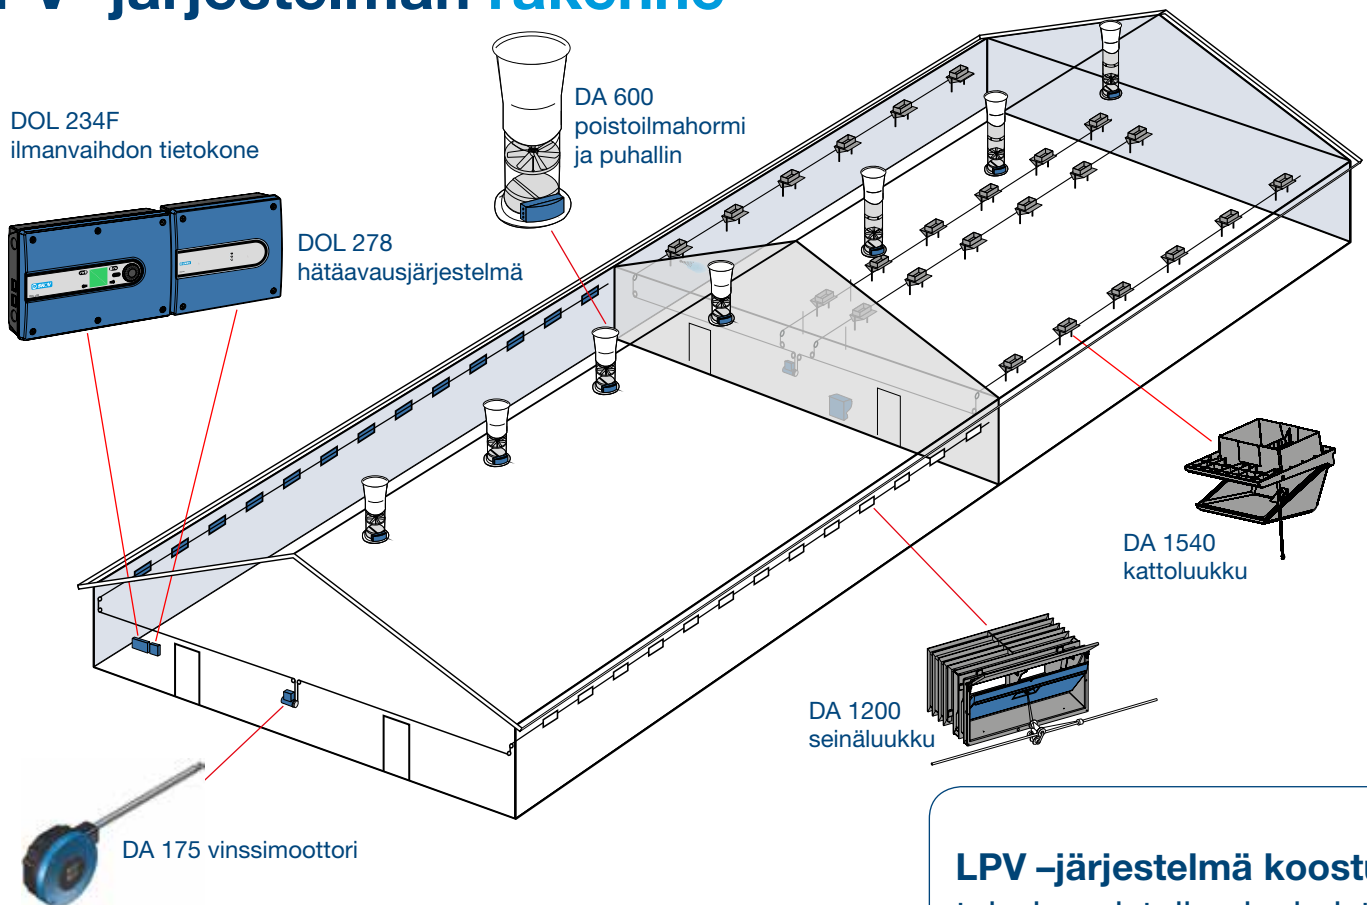 -järjestelmän rakenne
DOL 234F
ilmanvaihdon tietokone
DA 600
poistoilmahormi
ja puhallin
DOL 278
hätäavausjärjestelmä
DA 1540
kattoluukku
DA 1200
seinäluukku
DA 175 vinssimoottori
LPV –järjestelmä koostu